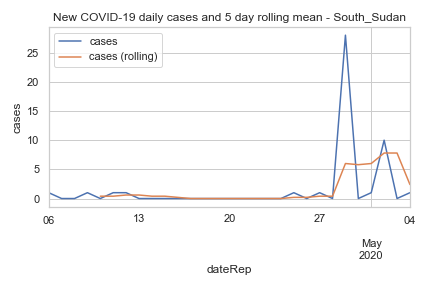 New COVID-19 daily cases and 5 day rolling mean - South_Sudan
cases
cases (rolling)
25
20
15
10
5
0
cases
06
13
20
27
04
May
2020
dateRep